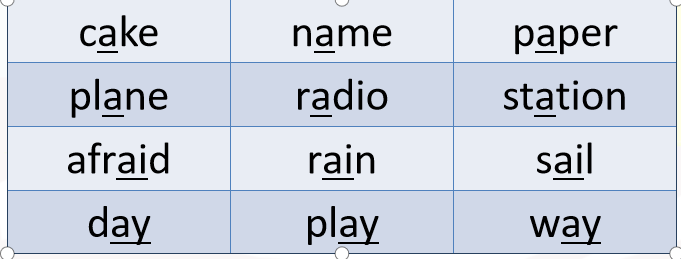 cake name paper
plane radio station
afraid rain sail
day play way